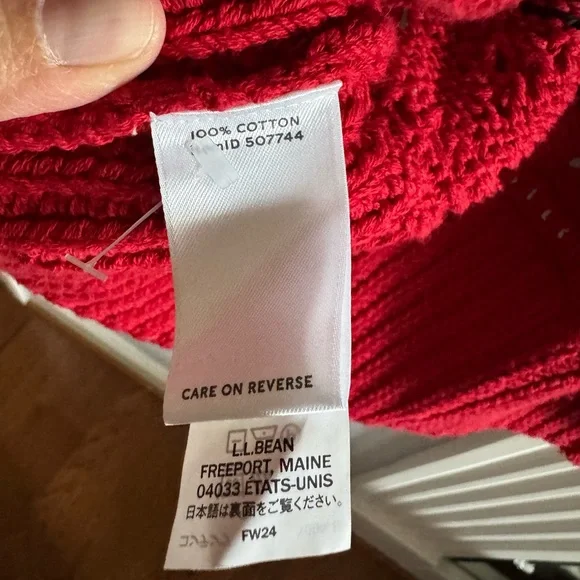 100% COTTON
ID 507744
CARE ON REVERSE
L.L.BEAN
FREEPORT, MAINE
04033 ETATS-UNIS
日本語は裏面をご覧ください。
FW24